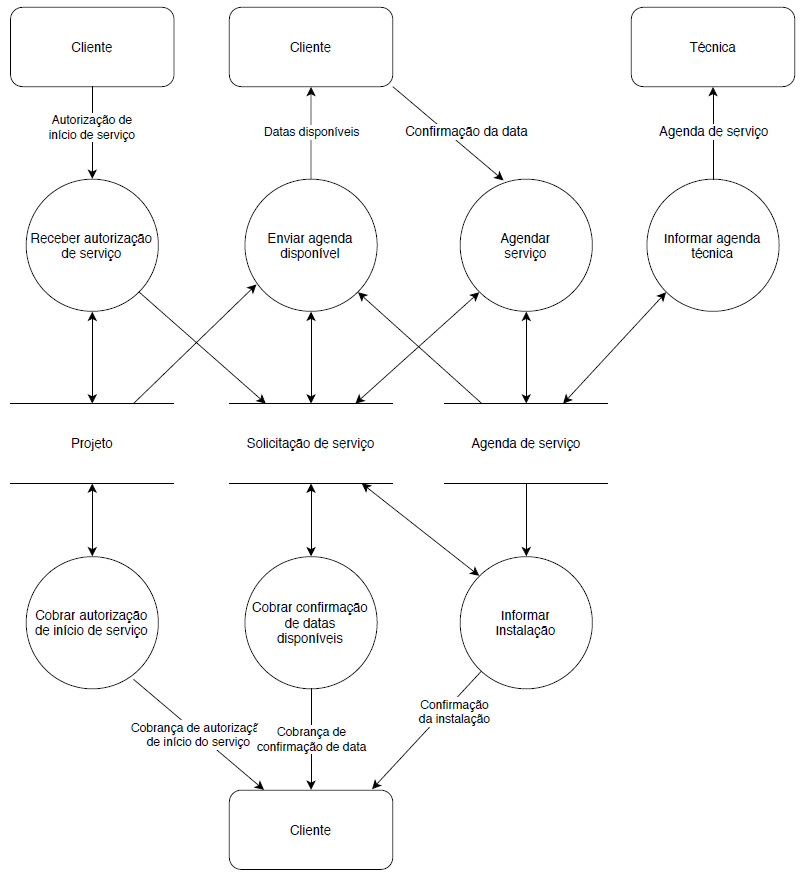 Cliente
Cliente
Técnica
Autorização de
início de serviço
Datas disponíveis
Confirmação da data
Agenda de serviço
Receber autorização
de serviço
Enviar agenda
disponível
Agendar
serviço
Informar agenda
técnica
Projeto
Solicitação de serviço
Agenda de serviço
Cobrar autorização
de início de serviço
Cobrar confirmação
de datas
disponíveis
Informar
Instalação
Confirmação
da instalação
Cobrança de autorizaçã
de início do serviço
Cobrança de
confirmação de data
Cliente